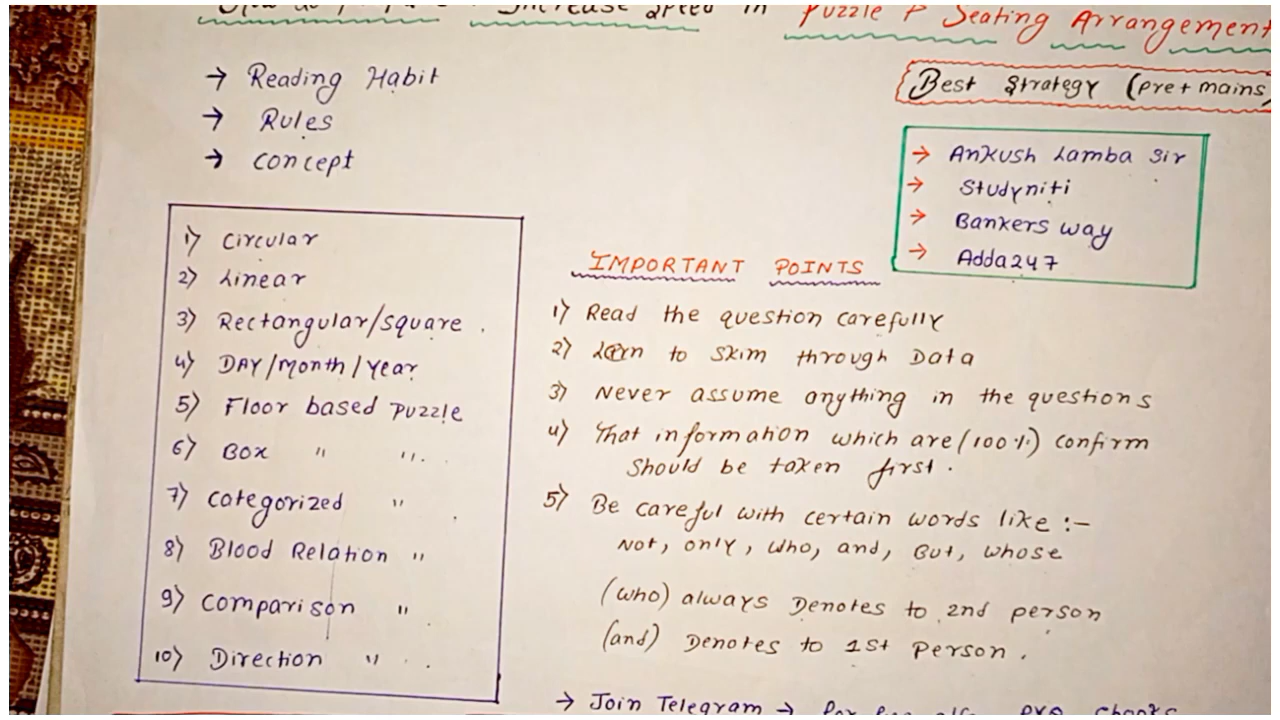 Increase Speed in Puzzle & Seating Arrangement
→ Reading Habit
→ Rules
→ concept
Best Strategy (pre+mains)
→ Ankush Lamba Sir
→ Studyniti
→ Bankers way
→ Adda247
1) Circular
2) Linear
3) Rectangular/square.
4) DAY/Month/Year
5) Floor based Puzzle
6) Box " "
7) Categorized "
8) Blood Relation "
9) Comparison "
10) Direction "
IMPORTANT POINTS
1) Read the question carefully
2) Learn to skim through Data
3) Never assume anything in the questions
4) That information which are (100%) confirm
should be taken first.
5) Be careful with certain words like :-
Not, only, who, and, But, whose
(who) always Denotes to 2nd person
(and) Denotes to 1st Person.
→ Join Telegram →